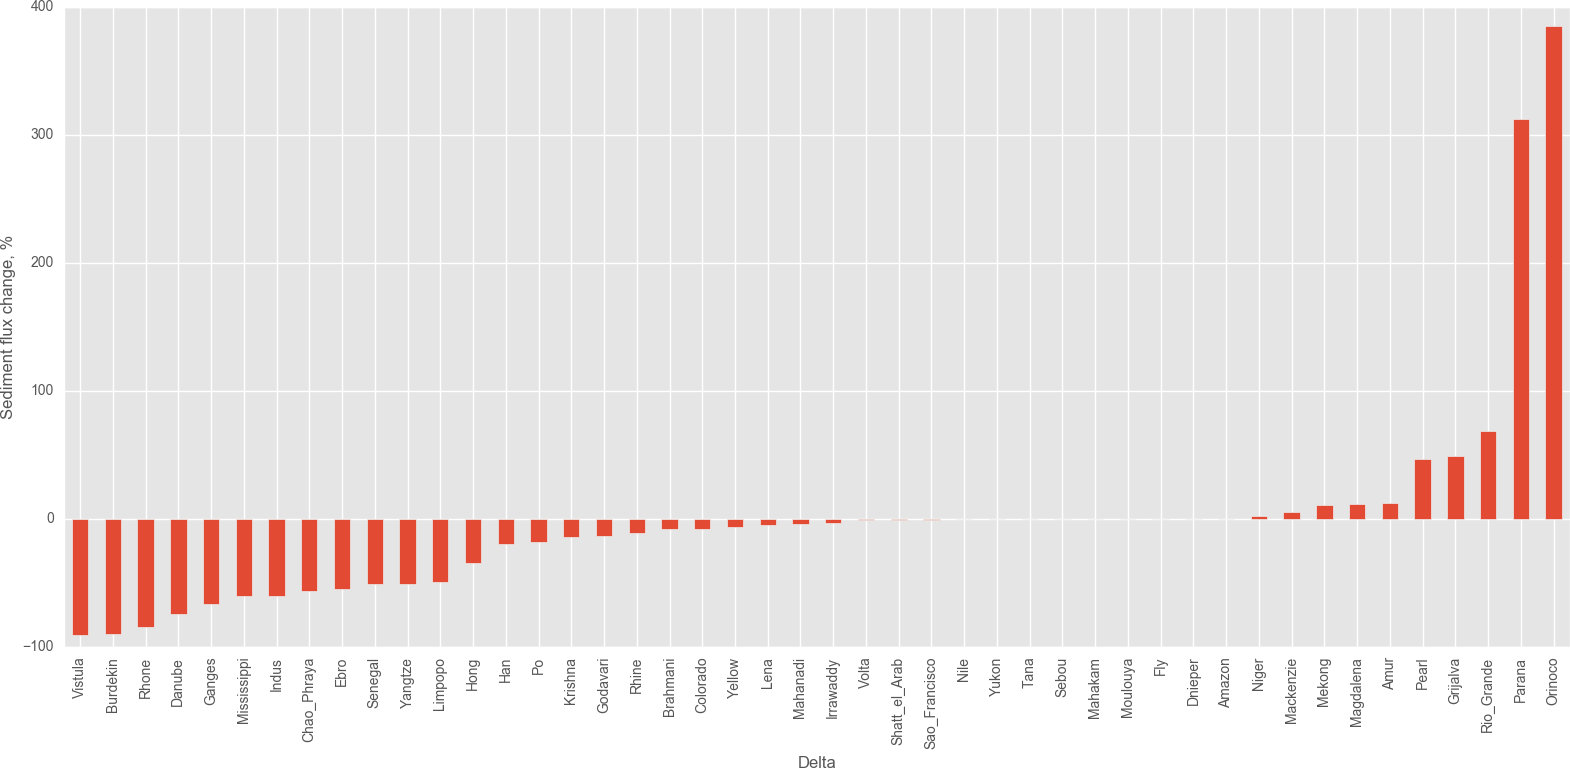 Sediment flux change, %
400
300
200
100
0
−100
Vistula
Burdekin
Rhone
Danube
Ganges
Mississippi
Indus
Chao_Phraya
Ebro
Senegal
Yangtze
Limpopo
Hong
Han
Po
Krishna
Godavari
Rhine
Brahmani
Colorado
Yellow
Lena
Mahanadi
Irrawaddy
Volta
Shatt_el_Arab
Sao_Francisco
Nile
Yukon
Tana
Sebou
Mahakam
Moulouya
Fly
Dnieper
Amazon
Niger
Mackenzie
Mekong
Magdalena
Amur
Pearl
Grijalva
Rio_Grande
Parana
Orinoco
Delta